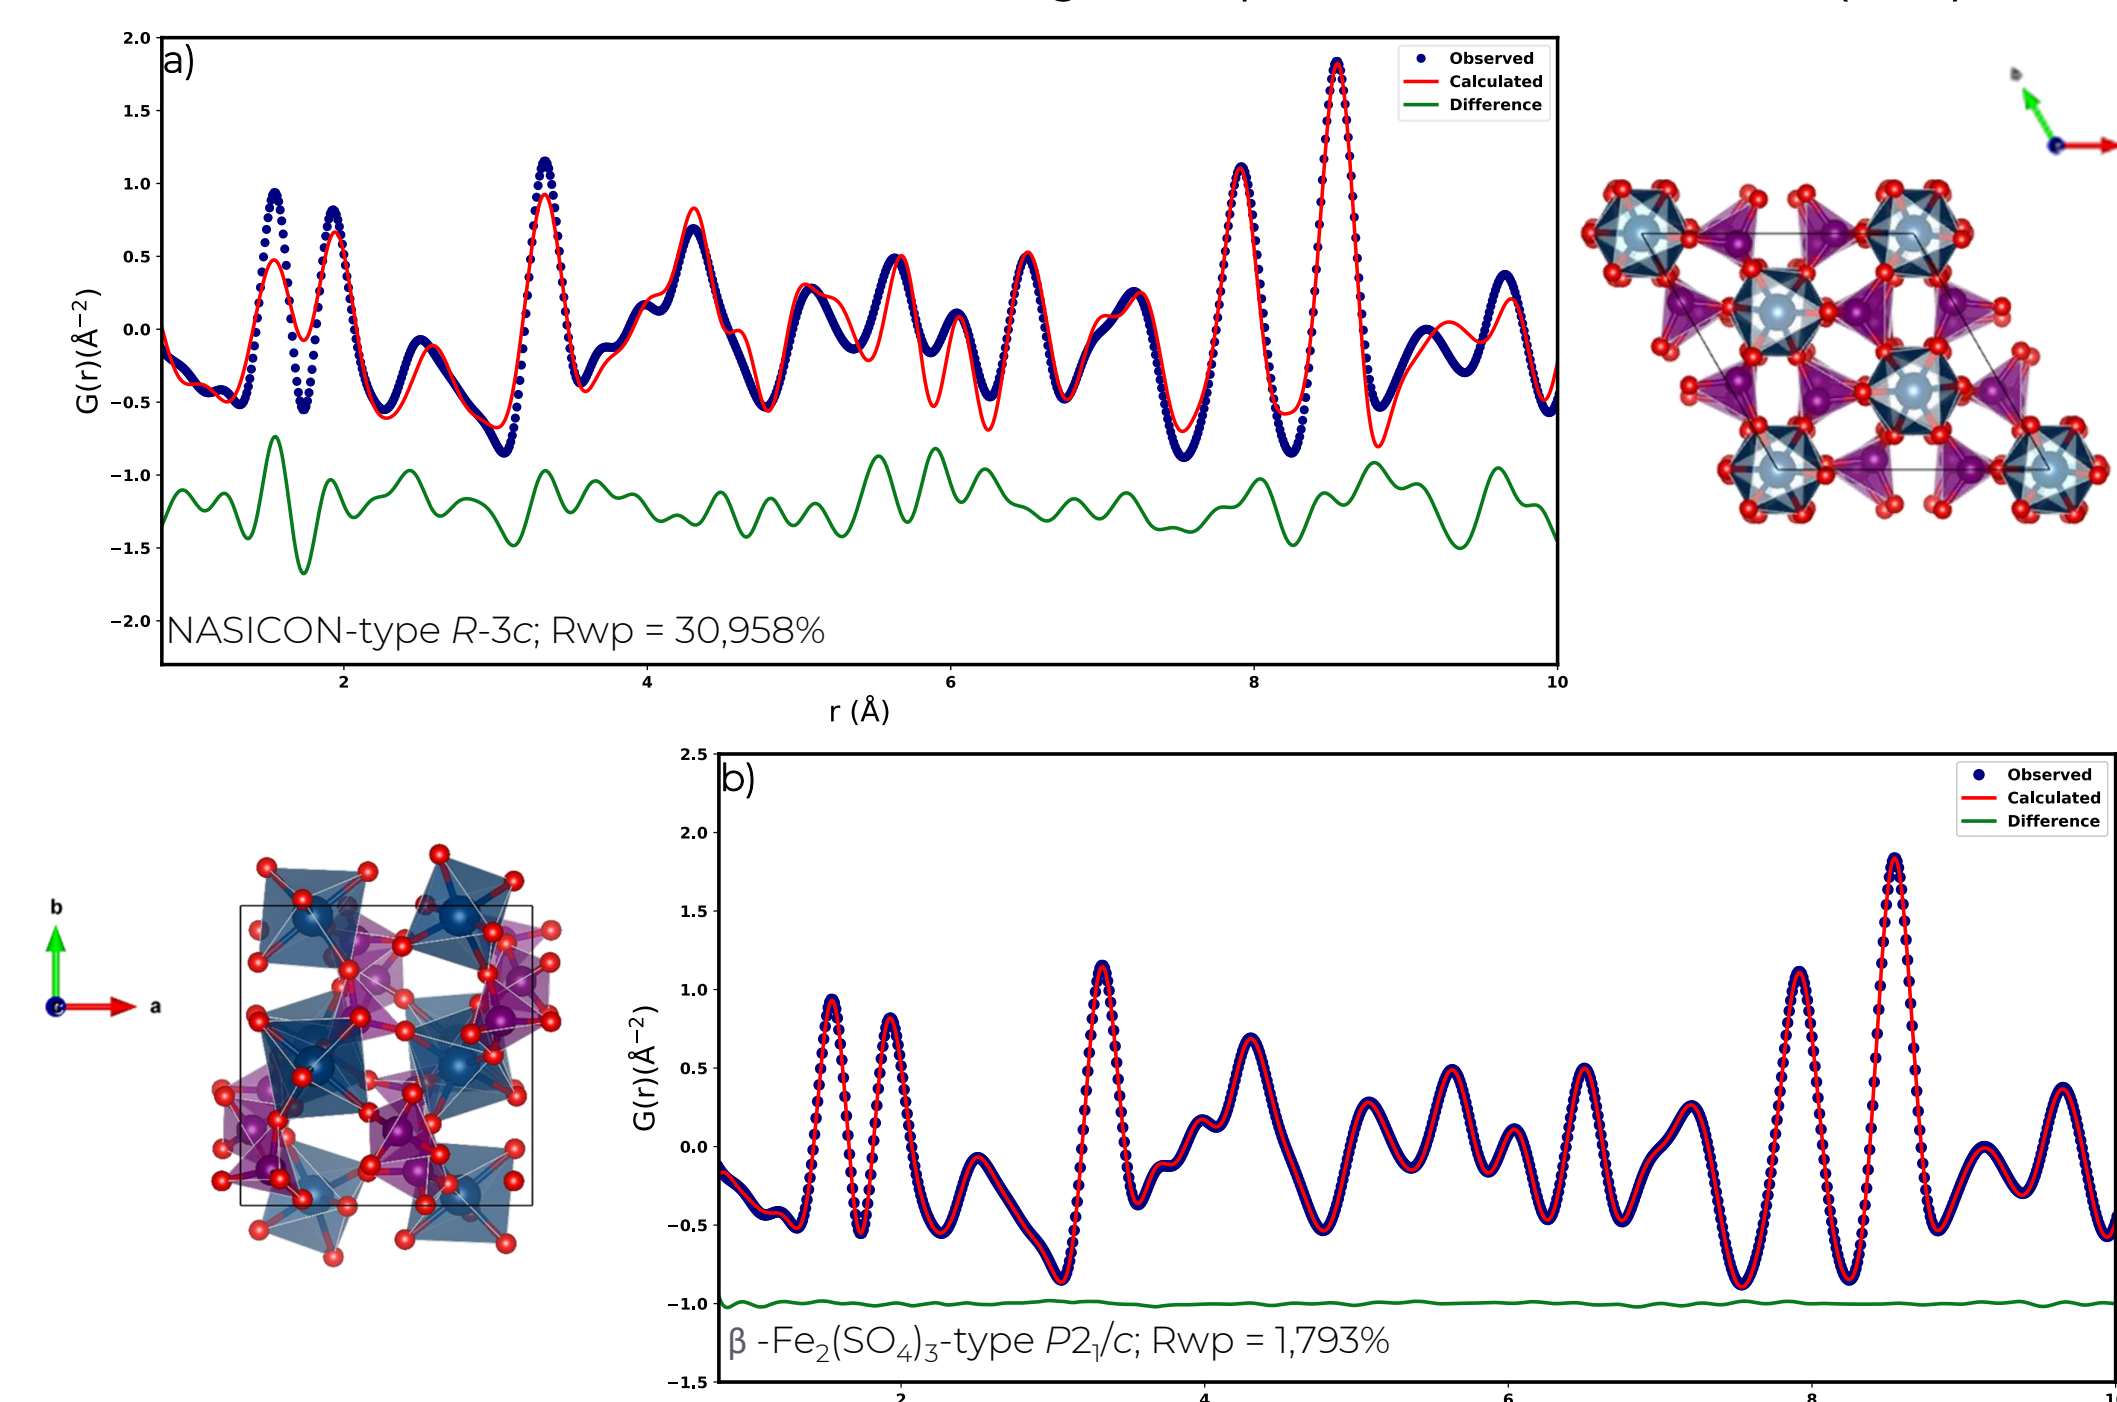 a)
Observed
Calculated
Difference
2.0
1.5
1.0
0.5
0.0
−0.5
−1.0
−1.5
−2.0
G(r)(Å⁻²)
NASICON-type R-3c; Rwp = 30,958%
2 4 6 8 10
r (Å)
b
b)
Observed
Calculated
Difference
2.5
2.0
1.5
1.0
0.5
0.0
−0.5
−1.0
−1.5
G(r)(Å⁻²)
β -Fe₂(SO₄)₃-type P2₁/c; Rwp = 1,793%
2 4 6 8
b
c a